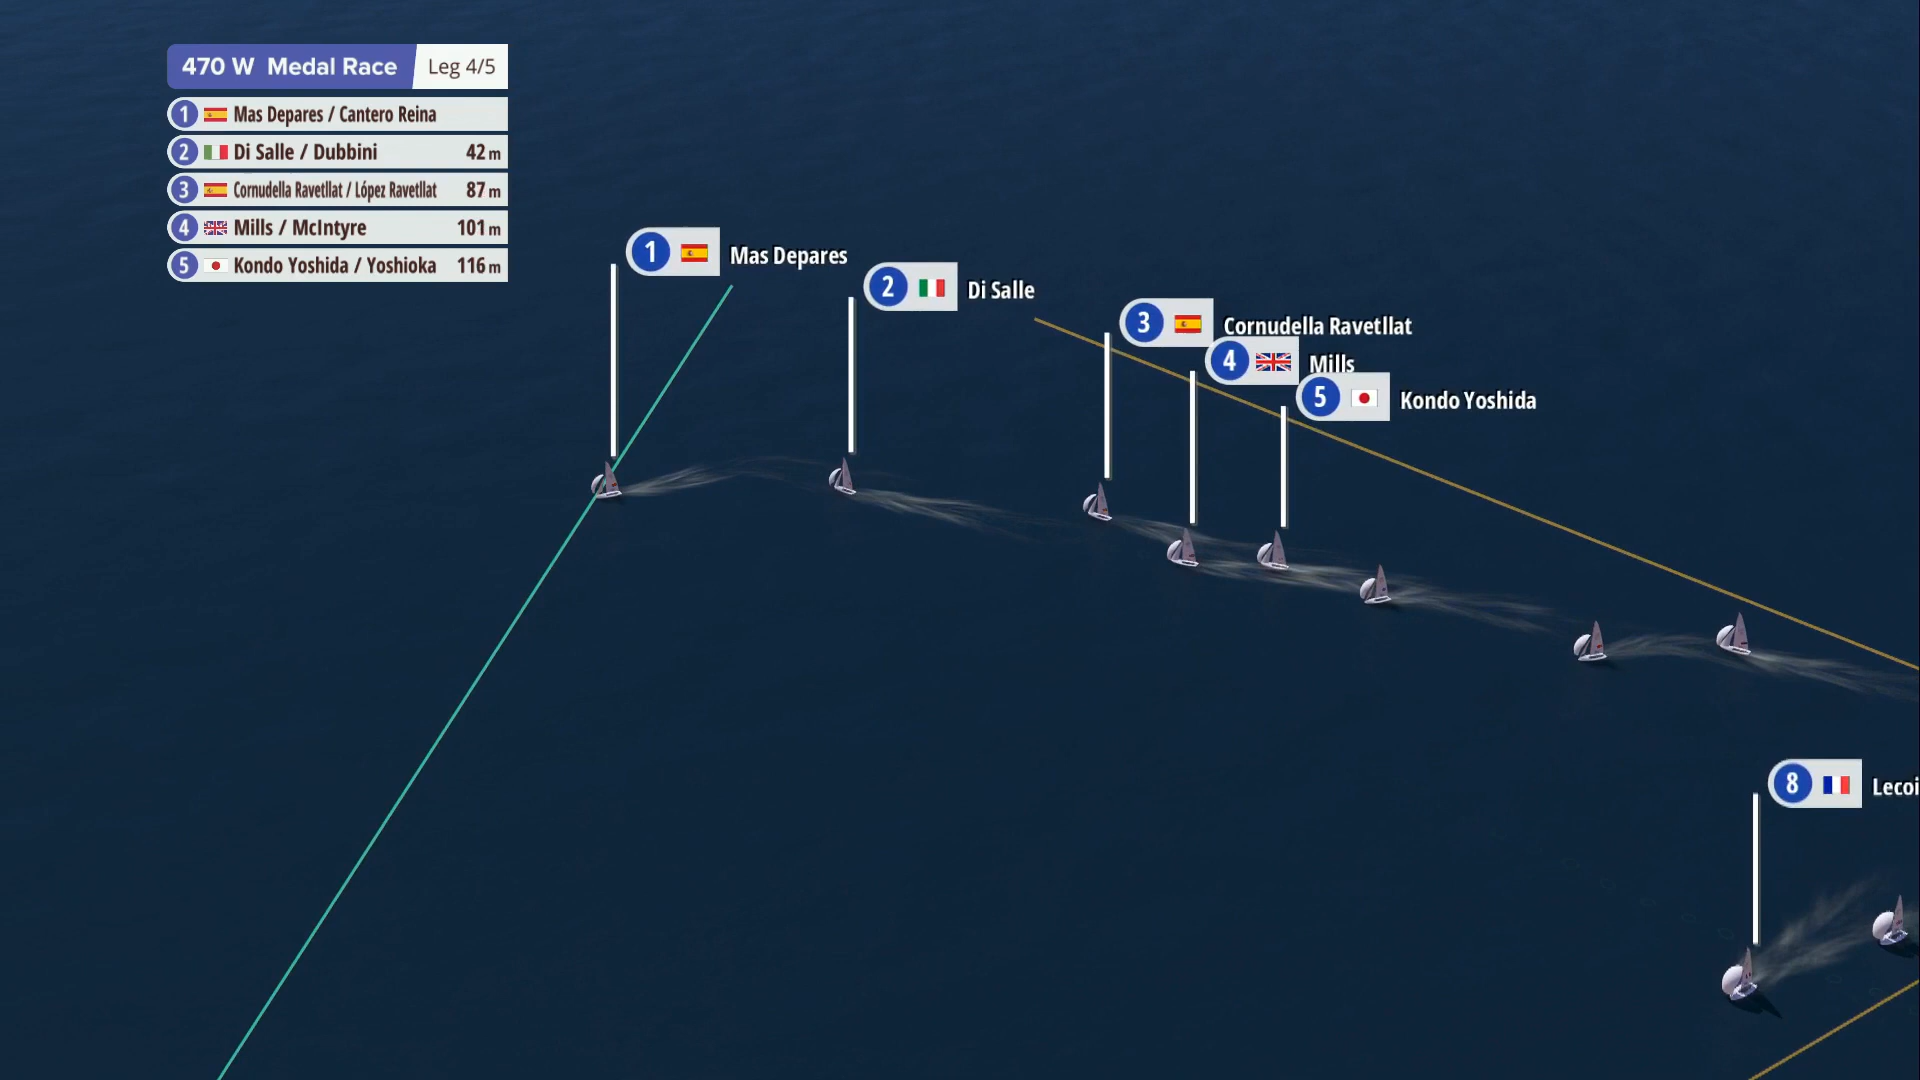 470 W Medal Race Leg 4/5
1 Mas Depares / Cantero Reina
2 Di Salle / Dubbini 42 m
3 Cornudella Ravetllat / López Ravetllat 87 m
4 Mills / McIntyre 101 m
5 Kondo Yoshida / Yoshioka 116 m
1 Mas Depares
2 Di Salle
3 Cornudella Ravetllat
4 Mills
5 Kondo Yoshida
8 Lecoi